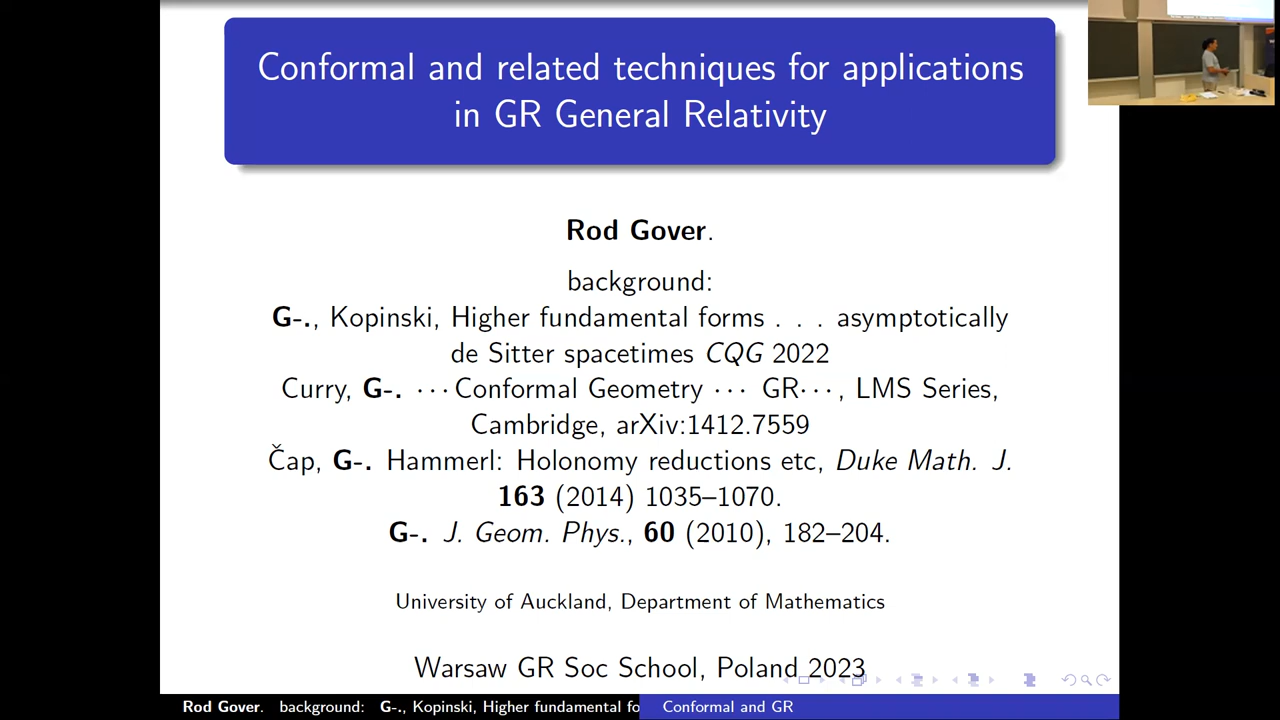 Conformal and related techniques for applications
in GR General Relativity
Rod Gover.
background:
G-., Kopinski, Higher fundamental forms . . . asymptotically
de Sitter spacetimes CQG 2022
Curry, G-. ··· Conformal Geometry ··· GR···, LMS Series,
Cambridge, arXiv:1412.7559
Čap, G-. Hammerl: Holonomy reductions etc, Duke Math. J.
163 (2014) 1035–1070.
G-. J. Geom. Phys., 60 (2010), 182–204.
University of Auckland, Department of Mathematics
Warsaw GR Soc School, Poland 2023
Rod Gover. background: G-., Kopinski, Higher fundamental fo
Conformal and GR